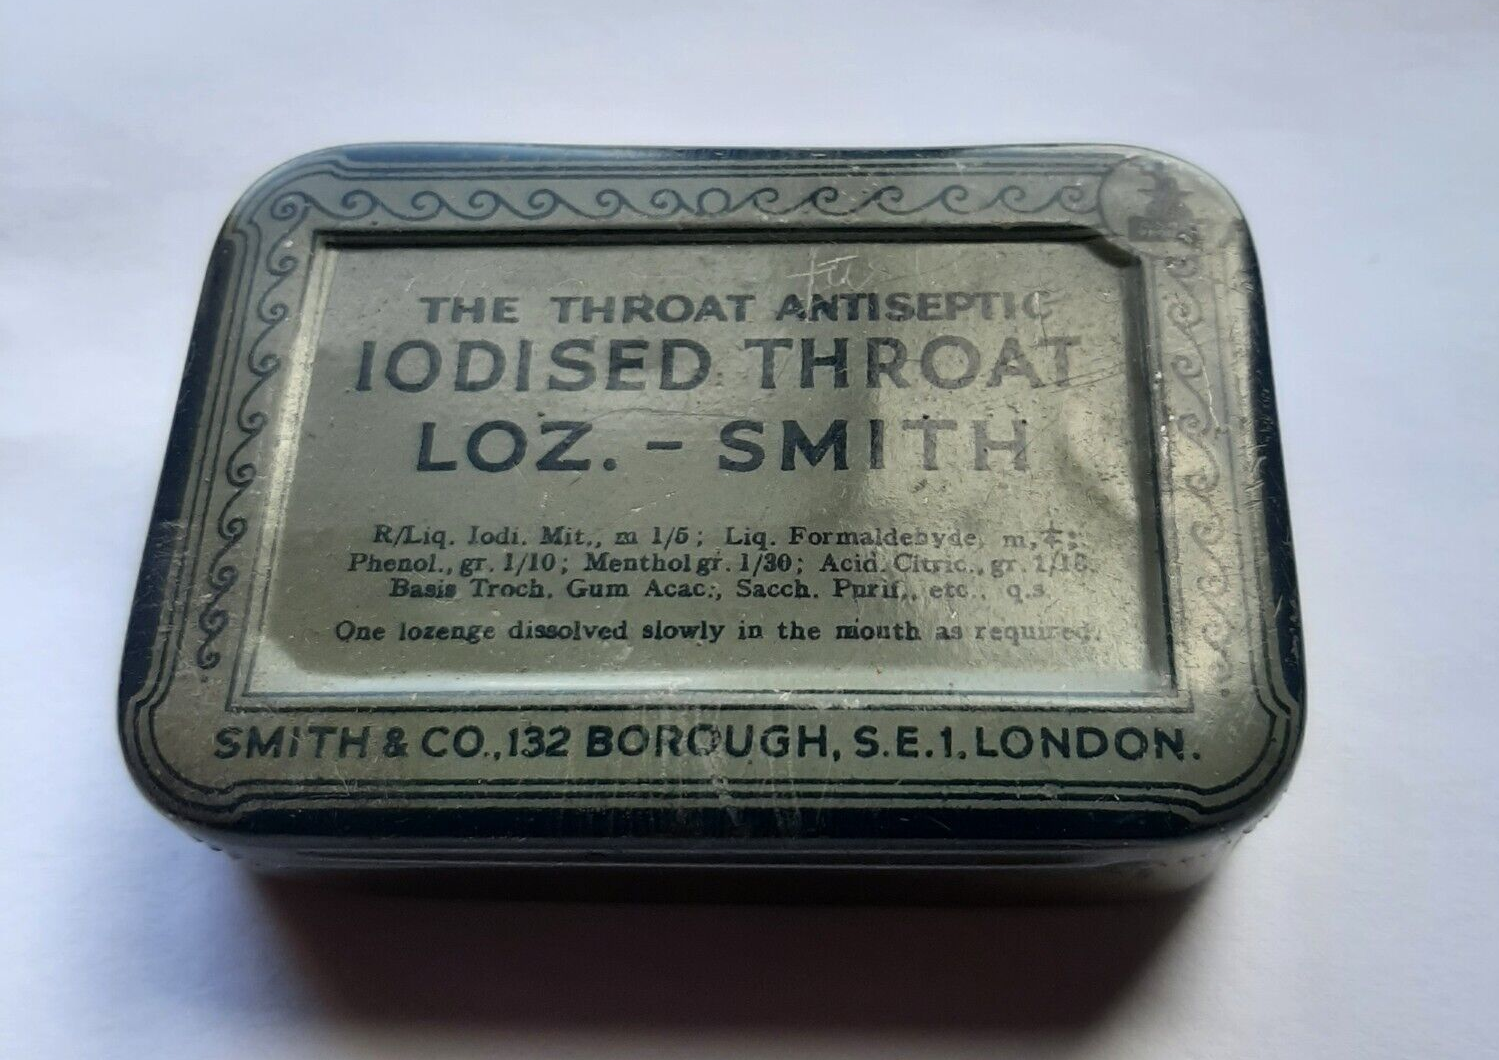 THE THROAT ANTISEPTIC
IODISED THROAT
LOZ. - SMITH
R/Liq. Iodi. Mit., m 1/5; Liq. Formaldehyde, m,
Phenol., gr. 1/10; Menthol gr. 1/30; Acid. Citric., gr.
Basis Troch. Gum Acac., Sacch. Purif., etc., q.s.
One lozenge dissolved slowly in the mouth as required.
SMITH & CO., 132 BOROUGH, S.E.1, LONDON.